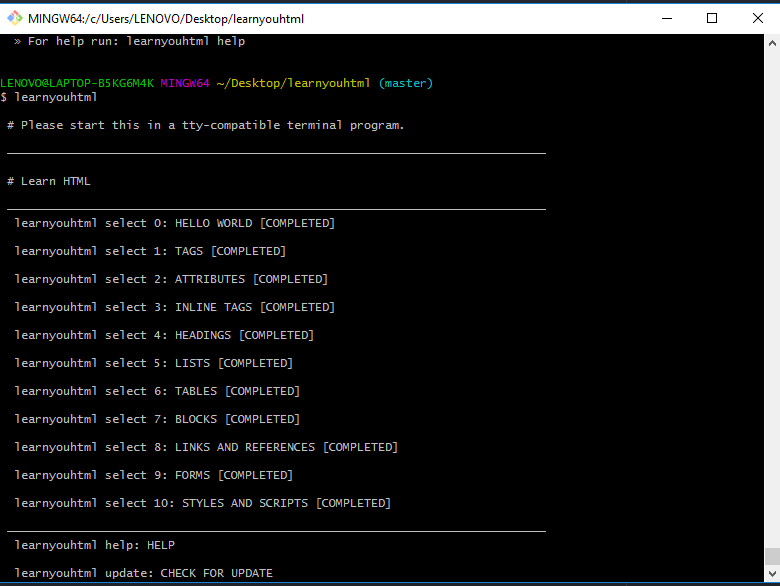 MINGW64:/c/Users/LENOVO/Desktop/learnyouhtml
» For help run: learnyouhtml help
LENOVO@LAPTOP-B5KG6M4K MINGW64 ~/Desktop/learnyouhtml (master)
$ learnyouhtml
# Please start this in a tty-compatible terminal program.
# Learn HTML
learnyouhtml select 0: HELLO WORLD [COMPLETED]
learnyouhtml select 1: TAGS [COMPLETED]
learnyouhtml select 2: ATTRIBUTES [COMPLETED]
learnyouhtml select 3: INLINE TAGS [COMPLETED]
learnyouhtml select 4: HEADINGS [COMPLETED]
learnyouhtml select 5: LISTS [COMPLETED]
learnyouhtml select 6: TABLES [COMPLETED]
learnyouhtml select 7: BLOCKS [COMPLETED]
learnyouhtml select 8: LINKS AND REFERENCES [COMPLETED]
learnyouhtml select 9: FORMS [COMPLETED]
learnyouhtml select 10: STYLES AND SCRIPTS [COMPLETED]
learnyouhtml help: HELP
learnyouhtml update: CHECK FOR UPDATE